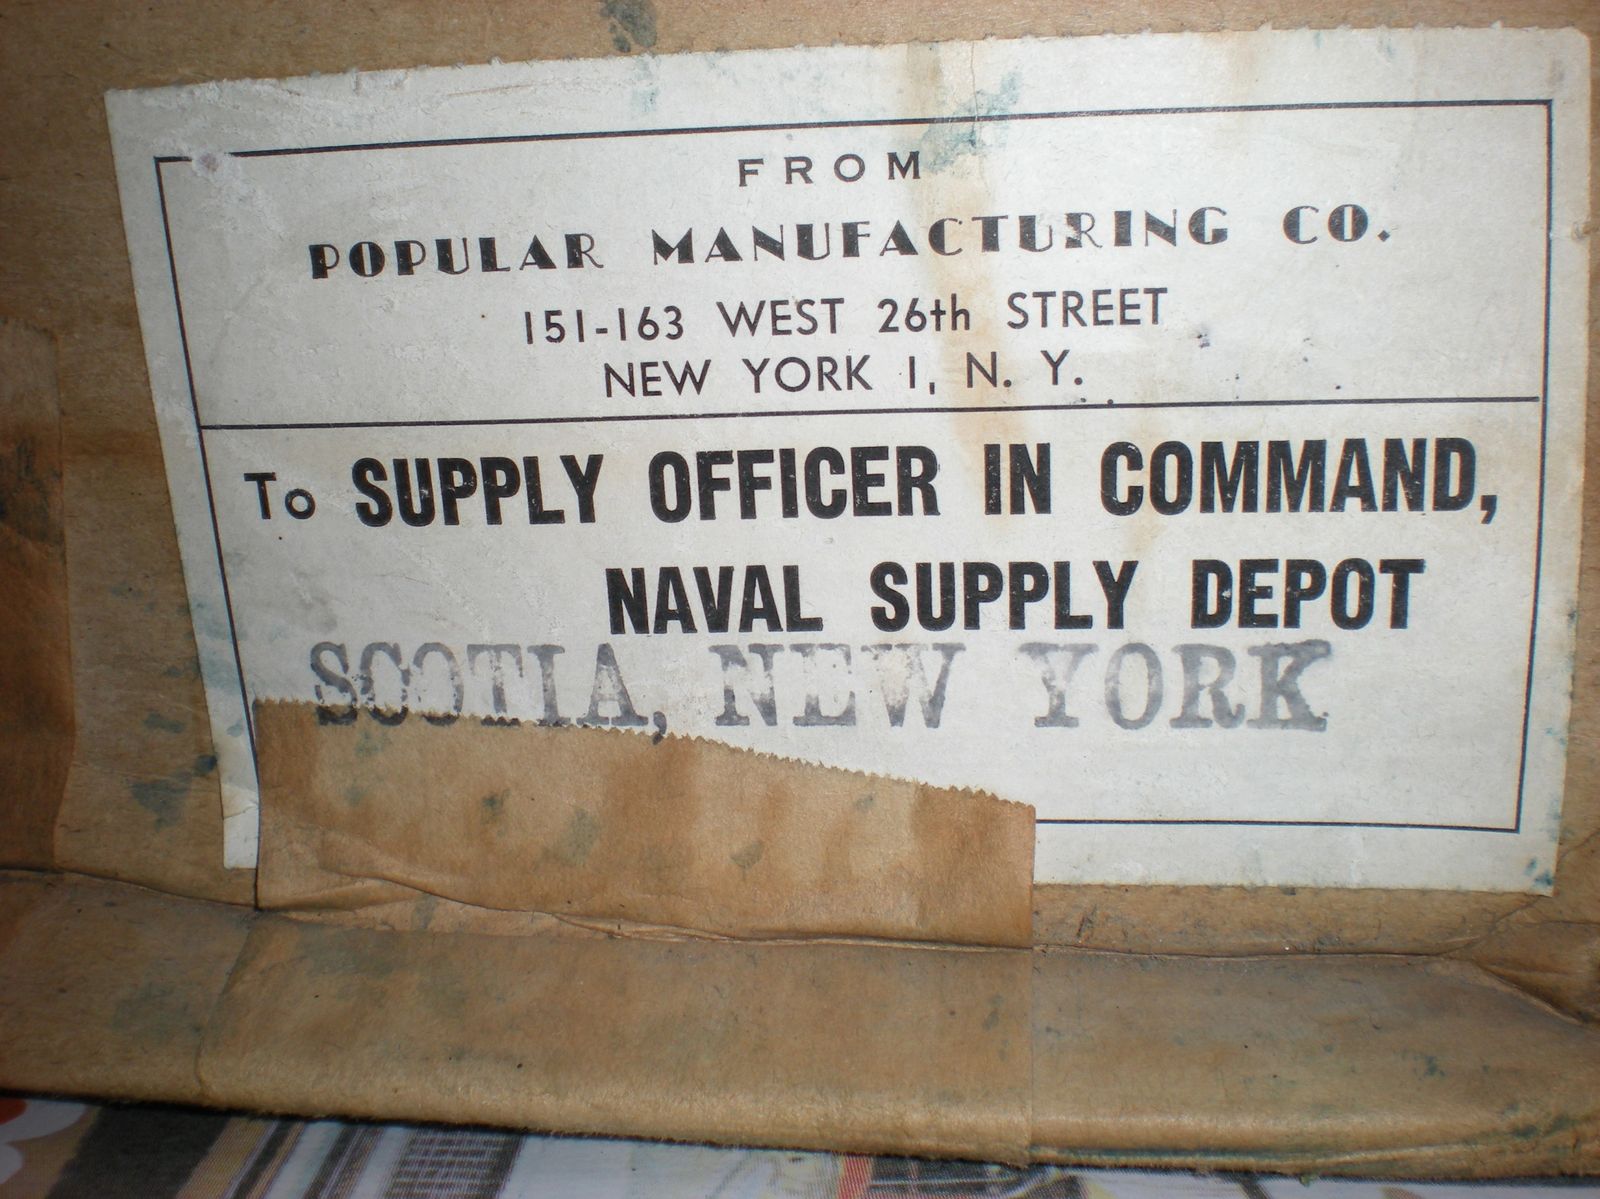 FROM
POPULAR MANUFACTURING CO.
151-163 WEST 26th STREET
NEW YORK 1, N. Y.
To SUPPLY OFFICER IN COMMAND,
NAVAL SUPPLY DEPOT
SCOTIA, NEW YORK